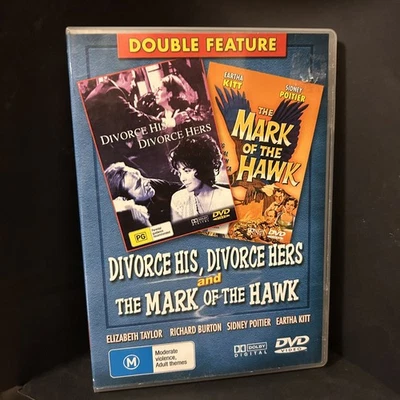 DOUBLE FEATURE
DIVORCE HIS
DIVORCE HERS
PG
DVD
EARTHA
KITT
SIDNEY
POITIER
THE
MARK
OF THE
HAWK
DVD
DIVORCE HIS, DIVORCE HERS
and
THE MARK OF THE HAWK
ELIZABETH TAYLOR RICHARD BURTON SIDNEY POITIER EARTHA KITT
M
Moderate
violence,
Adult themes
DOLBY
DIGITAL
DVD
VIDEO